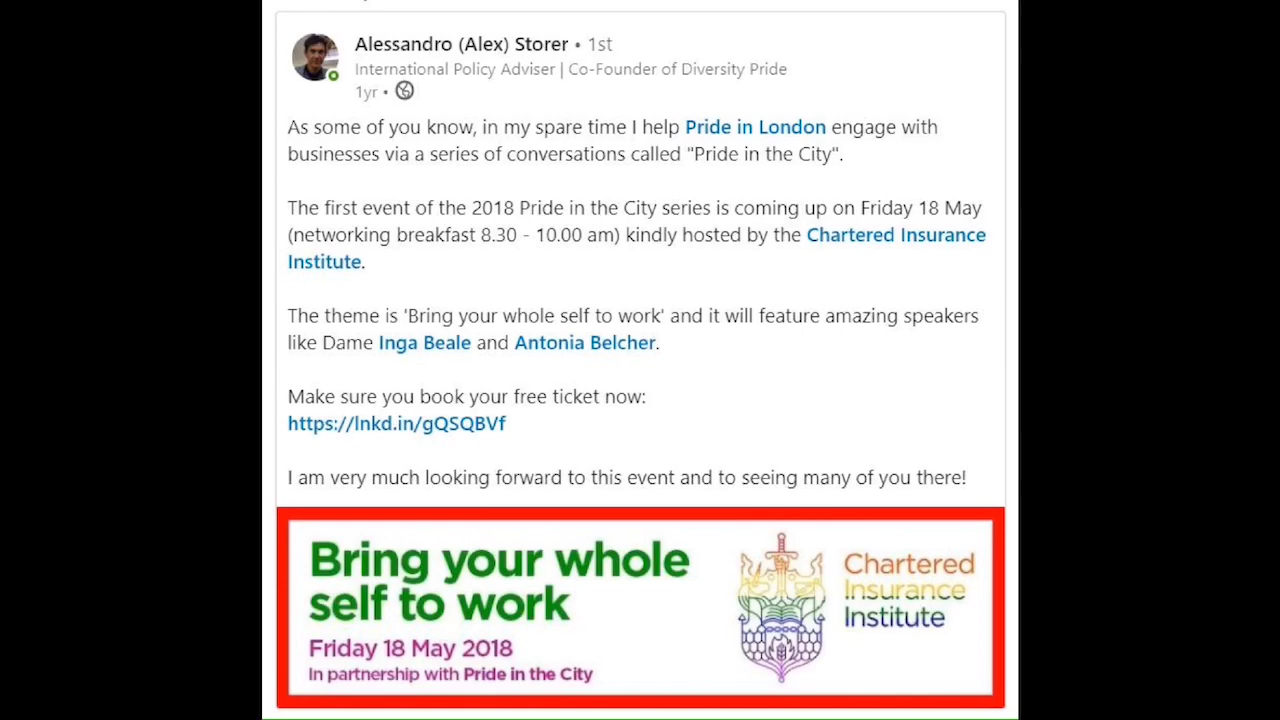 Alessandro (Alex) Storer • 1st
International Policy Adviser | Co-Founder of Diversity Pride
1yr •
As some of you know, in my spare time I help Pride in London engage with
businesses via a series of conversations called "Pride in the City".
The first event of the 2018 Pride in the City series is coming up on Friday 18 May
(networking breakfast 8.30 - 10.00 am) kindly hosted by the Chartered Insurance
Institute.
The theme is 'Bring your whole self to work' and it will feature amazing speakers
like Dame Inga Beale and Antonia Belcher.
Make sure you book your free ticket now:
https://lnkd.in/gQSQBVf
I am very much looking forward to this event and to seeing many of you there!
Bring your whole
self to work
Friday 18 May 2018
In partnership with Pride in the City
Chartered
Insurance
Institute